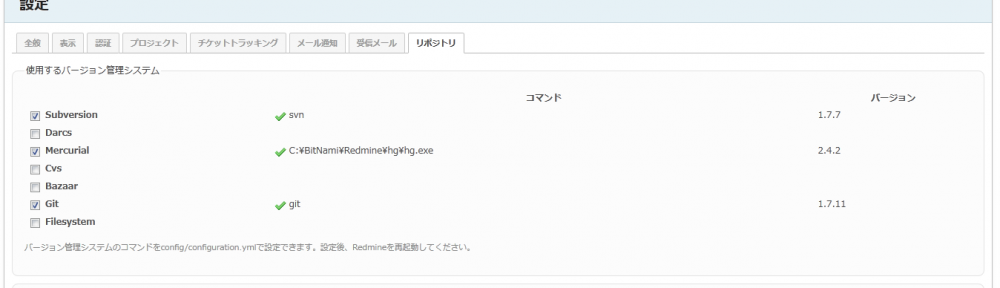 設定
全般 表示 認証 プロジェクト チケットトラッキング メール通知 受信メール リポジトリ
使用するバージョン管理システム
コマンド バージョン
Subversion svn 1.7.7
Darcs
Mercurial C:¥BitNami¥Redmine¥hg¥hg.exe 2.4.2
Cvs
Bazaar
Git git 1.7.11
Filesystem
バージョン管理システムのコマンドをconfig/configuration.ymlで設定できます。設定後、Redmineを再起動してください。